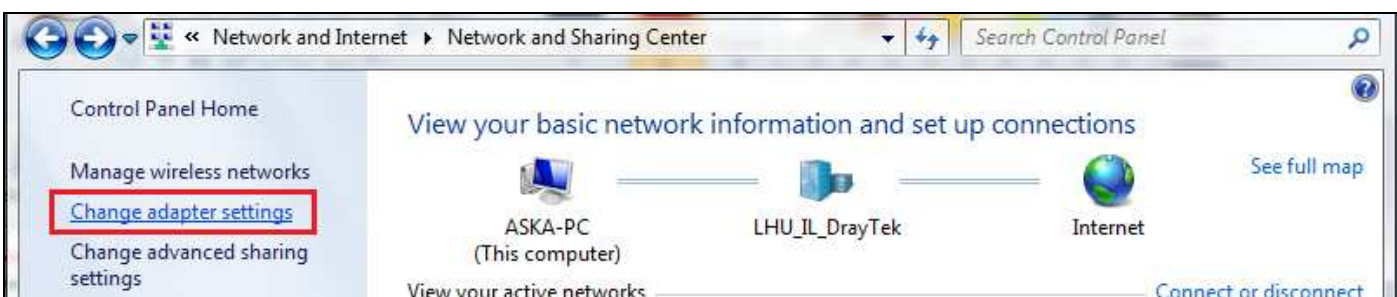 « Network and Internet ▸ Network and Sharing Center
Search Control Panel
Control Panel Home
Manage wireless networks
Change adapter settings
Change advanced sharing
settings
View your basic network information and set up connections
See full map
ASKA-PC
(This computer)
LHU_IL_DrayTek
Internet
View your active networks
Connect or disconnect